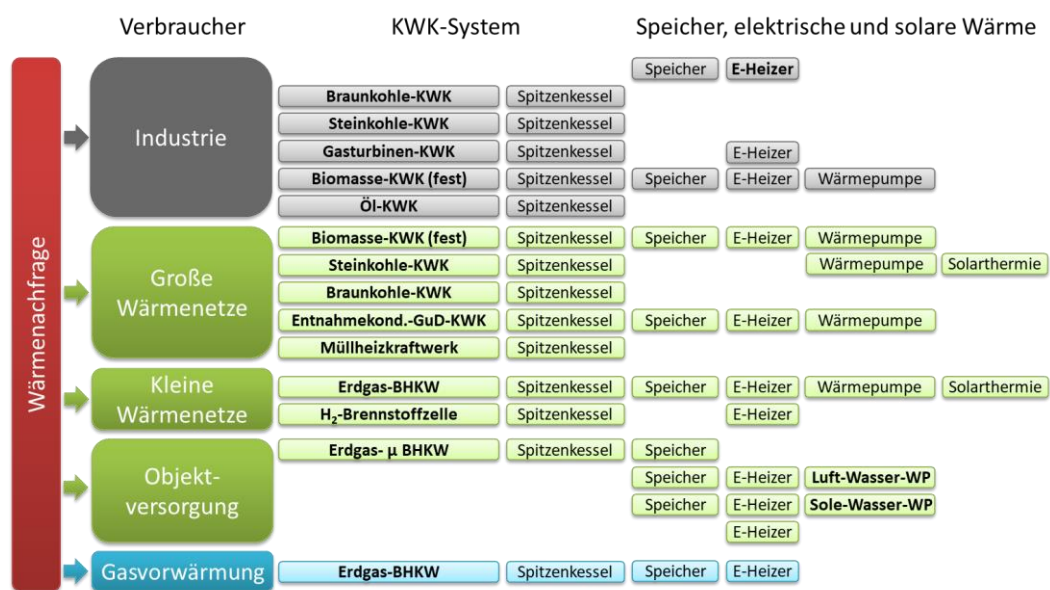 Verbraucher KWK-System Speicher, elektrische und solare Wärme
Wärmenachfrage
Industrie
Speicher E-Heizer
Braunkohle-KWK Spitzenkessel
Steinkohle-KWK Spitzenkessel
Gasturbinen-KWK Spitzenkessel E-Heizer
Biomasse-KWK (fest) Spitzenkessel Speicher E-Heizer Wärmepumpe
Öl-KWK Spitzenkessel
Große
Wärmenetze
Biomasse-KWK (fest) Spitzenkessel Speicher E-Heizer Wärmepumpe
Steinkohle-KWK Spitzenkessel Wärmepumpe Solarthermie
Braunkohle-KWK Spitzenkessel
Entnahmekond.-GuD-KWK Spitzenkessel Speicher E-Heizer Wärmepumpe
Müllheizkraftwerk Spitzenkessel
Kleine
Wärmenetze
Erdgas-BHKW Spitzenkessel Speicher E-Heizer Wärmepumpe Solarthermie
H₂-Brennstoffzelle Spitzenkessel E-Heizer
Objekt-
versorgung
Erdgas- µ BHKW Spitzenkessel Speicher
Speicher E-Heizer Luft-Wasser-WP
Speicher E-Heizer Sole-Wasser-WP
E-Heizer
Gasvorwärmung Erdgas-BHKW Spitzenkessel Speicher E-Heizer